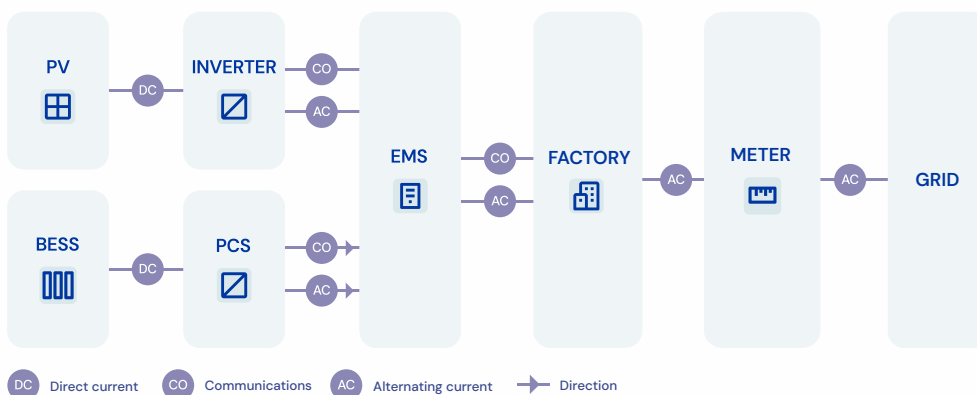 PV
DC
INVERTER
CO
AC
EMS
CO
AC
FACTORY
AC
METER
AC
GRID
BESS
DC
PCS
CO
AC
DC Direct current
CO Communications
AC Alternating current
Direction